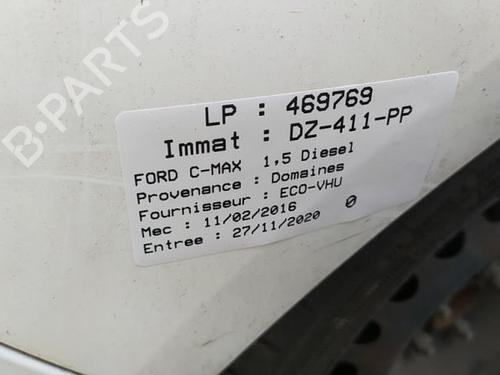 B-PARTS
LP : 469769
Immat : DZ-411-PP
FORD C-MAX 1,5 Diesel
Provenance : Domaines
Fournisseur : ECO-VHU
Mec : 11/02/2016 0
Entree : 27/11/2020